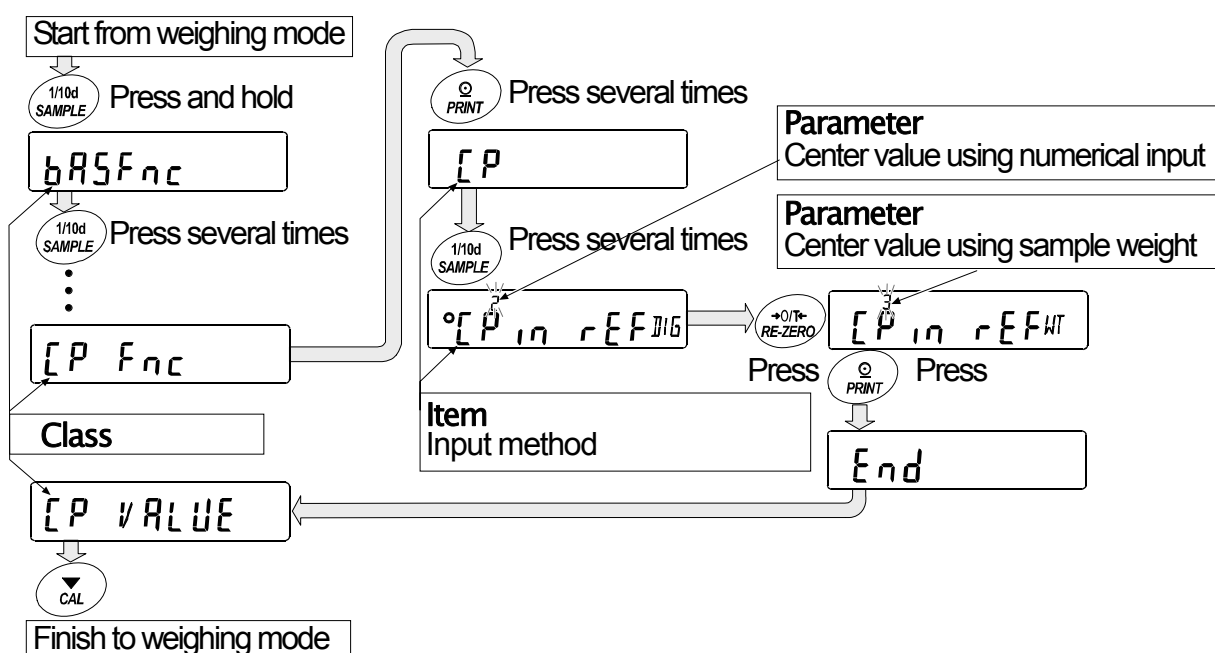 Start from weighing mode
1/10d
SAMPLE
Press and hold
bASFnc
1/10d
SAMPLE
Press several times
CP Fnc
Class
CP VALUE
CAL
Finish to weighing mode
PRINT
Press several times
CP
1/10d
SAMPLE
Press several times
2
CP in rEF DIG
Item
Input method
Parameter
Center value using numerical input
Parameter
Center value using sample weight
→0/T←
RE-ZERO
Press
3
CP in rEF WT
PRINT
Press
End